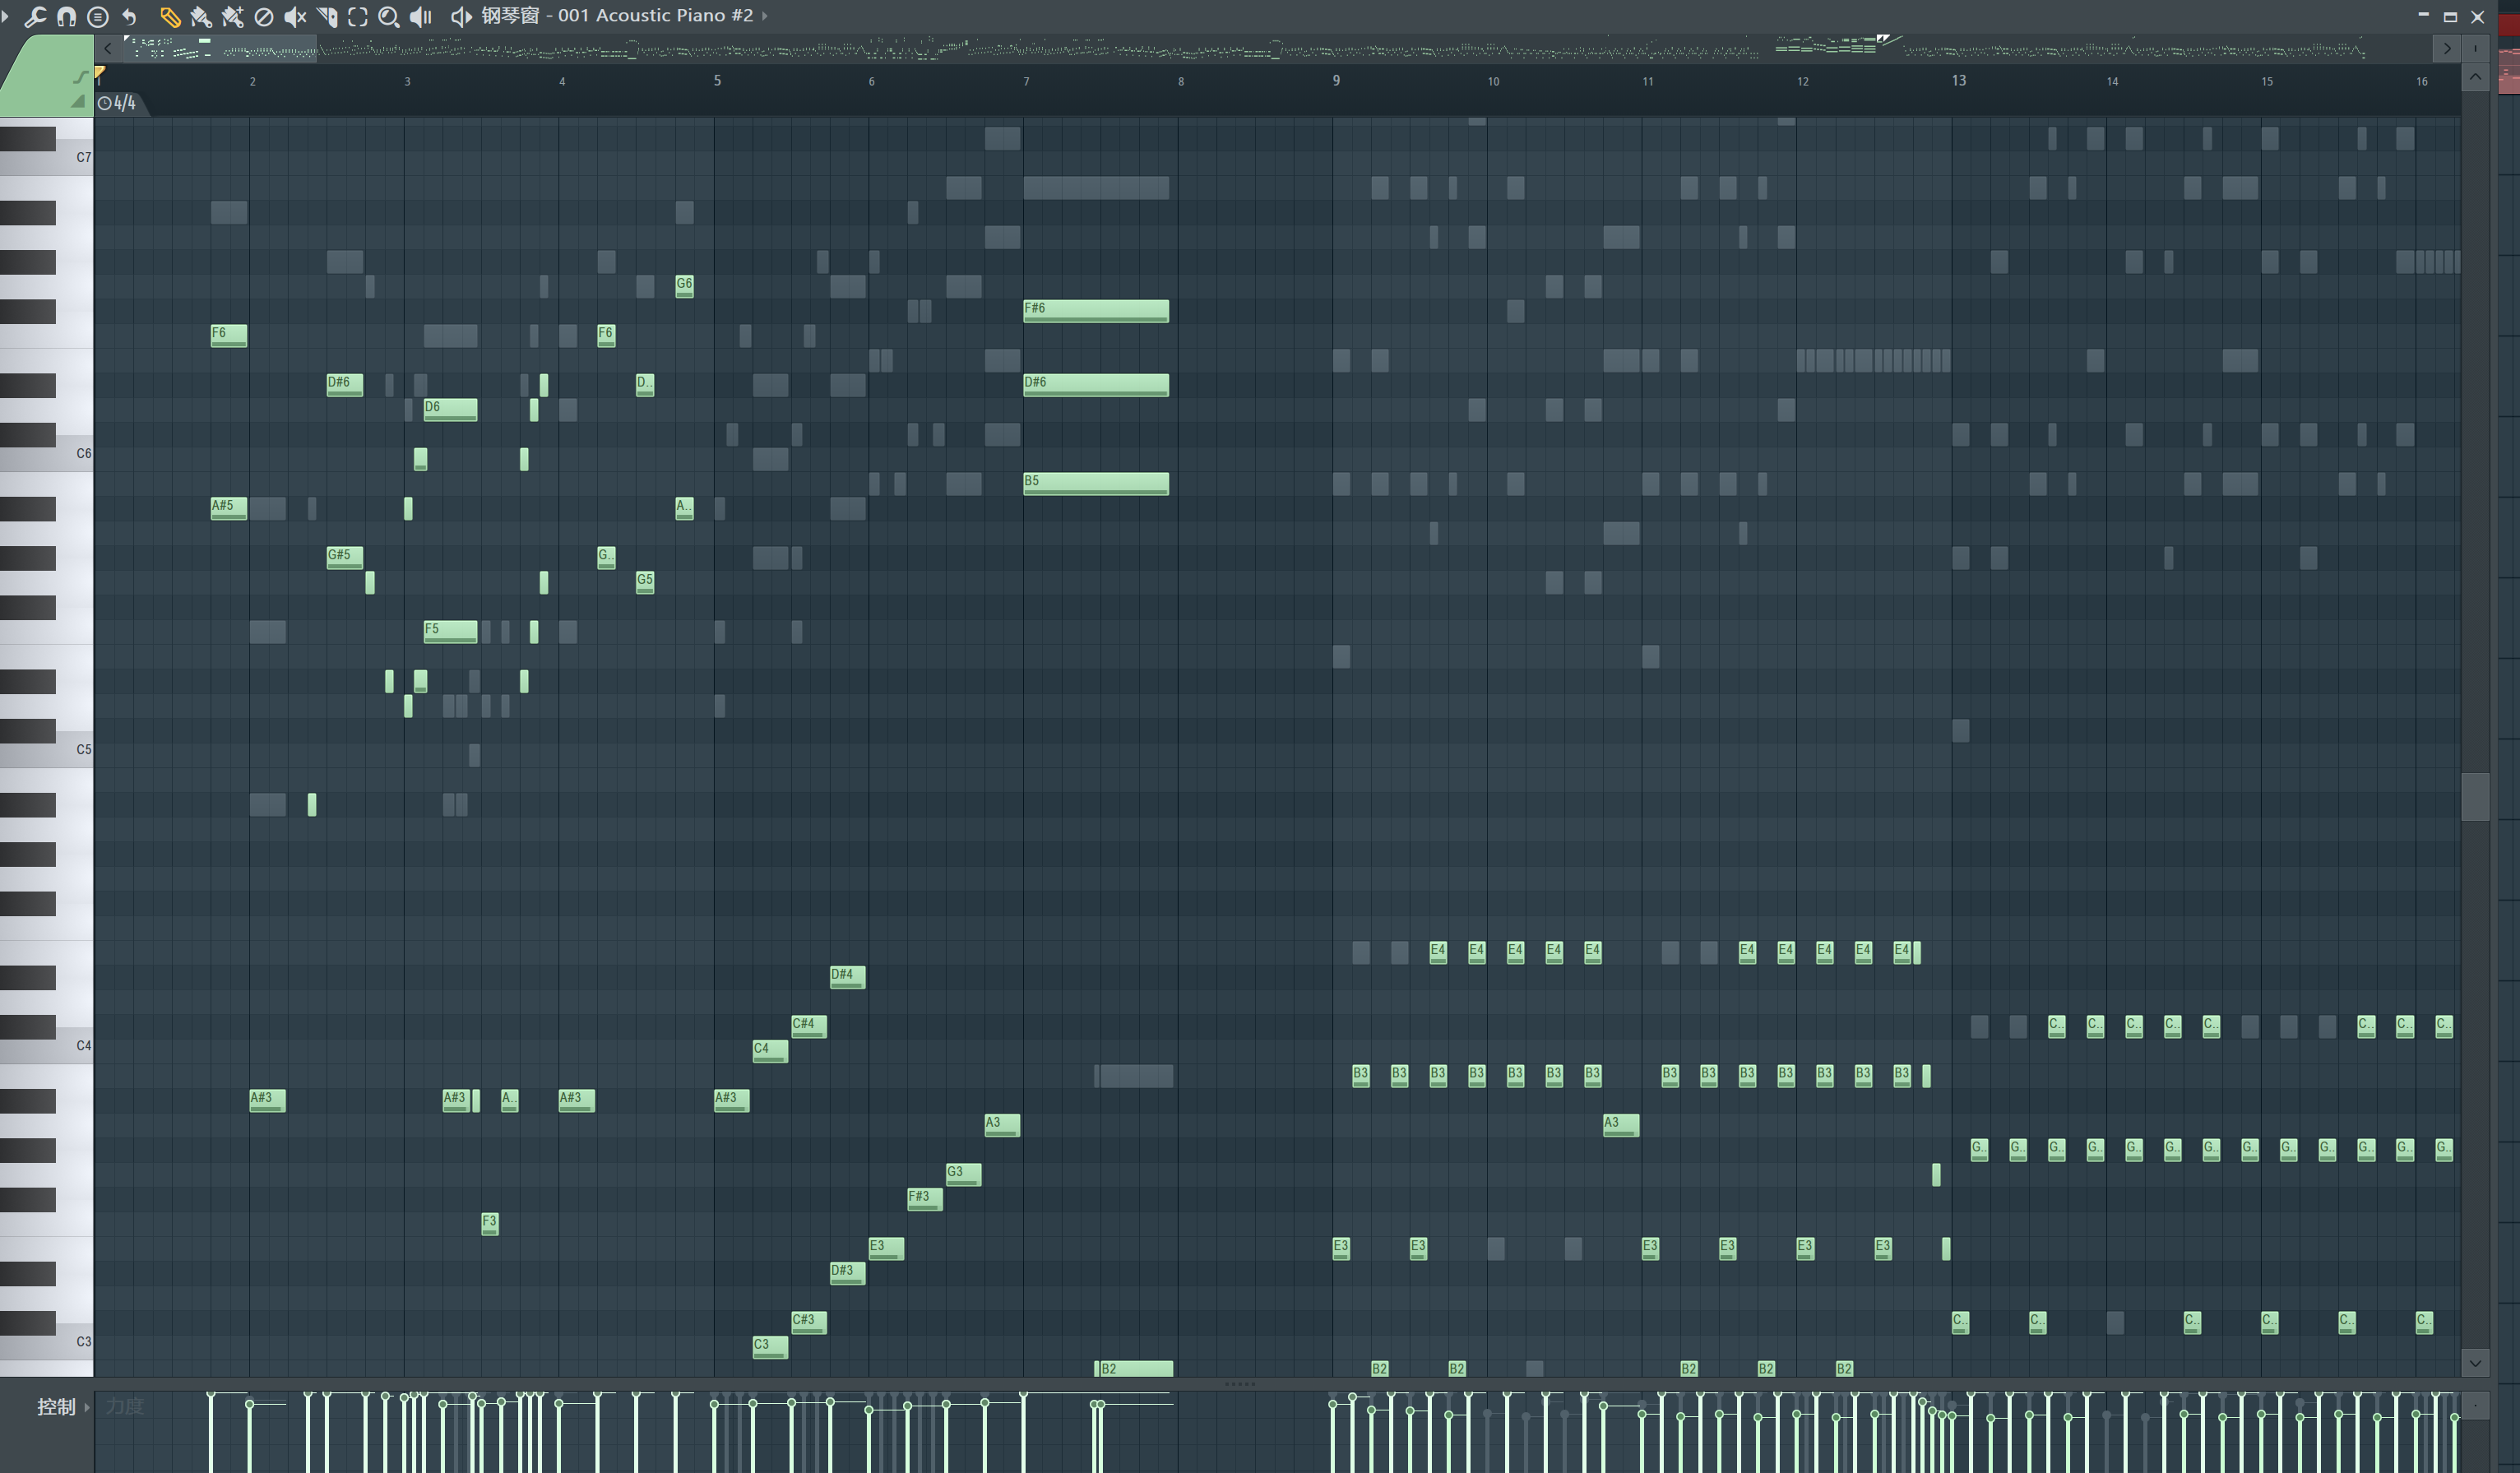 钢琴窗 - 001 Acoustic Piano #2
1 2 3 4 5 6 7 8 9 10 11 12 13 14 15 16
4/4
C7
G6
F#6
F6 F6
D#6 D.. D#6
D6
C6
B5
A#5 A..
G#5 G..
G5
F5
C5
E4 E4 E4 E4 E4 E4 E4 E4 E4 E4
D#4
C#4 C.. C.. C.. C.. C.. C.. C.. C..
C4 C4
B3 B3 B3 B3 B3 B3 B3 B3 B3 B3 B3 B3 B3 B3
A#3 A#3 A.. A#3 A#3
A3 A3
G.. G.. G.. G.. G.. G.. G.. G.. G.. G.. G.. G.. G..
G3
F#3
F3
E3 E3 E3 E3 E3 E3 E3
D#3
C#3 C.. C.. C.. C.. C.. C..
C3 C3
B2 B2 B2 B2 B2 B2
控制 力度